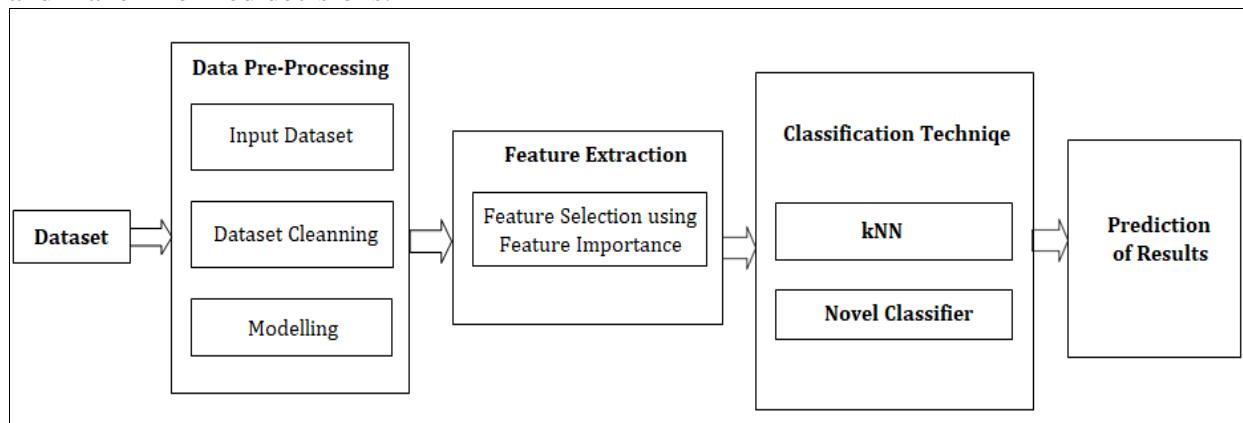 Dataset
Data Pre-Processing
Input Dataset
Dataset Cleanning
Modelling
Feature Extraction
Feature Selection using
Feature Importance
Classification Techniqe
kNN
Novel Classifier
Prediction
of Results